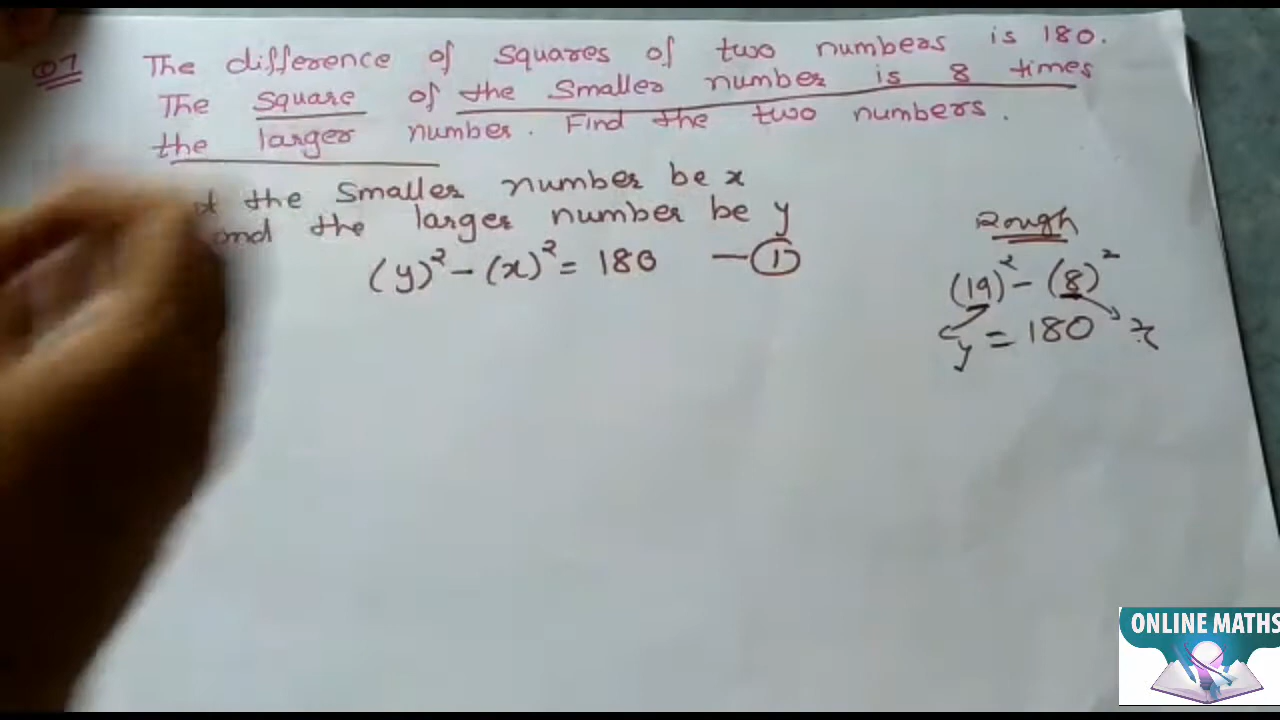 Q7 The difference of squares of two numbers is 180.
The square of the smaller number is 8 times
the larger number. Find the two numbers.
the smaller number be x
and the larger number be y
(y)² - (x)² = 180 — ①
Rough
(19)² - (8)²
y = 180 x
ONLINE MATHS